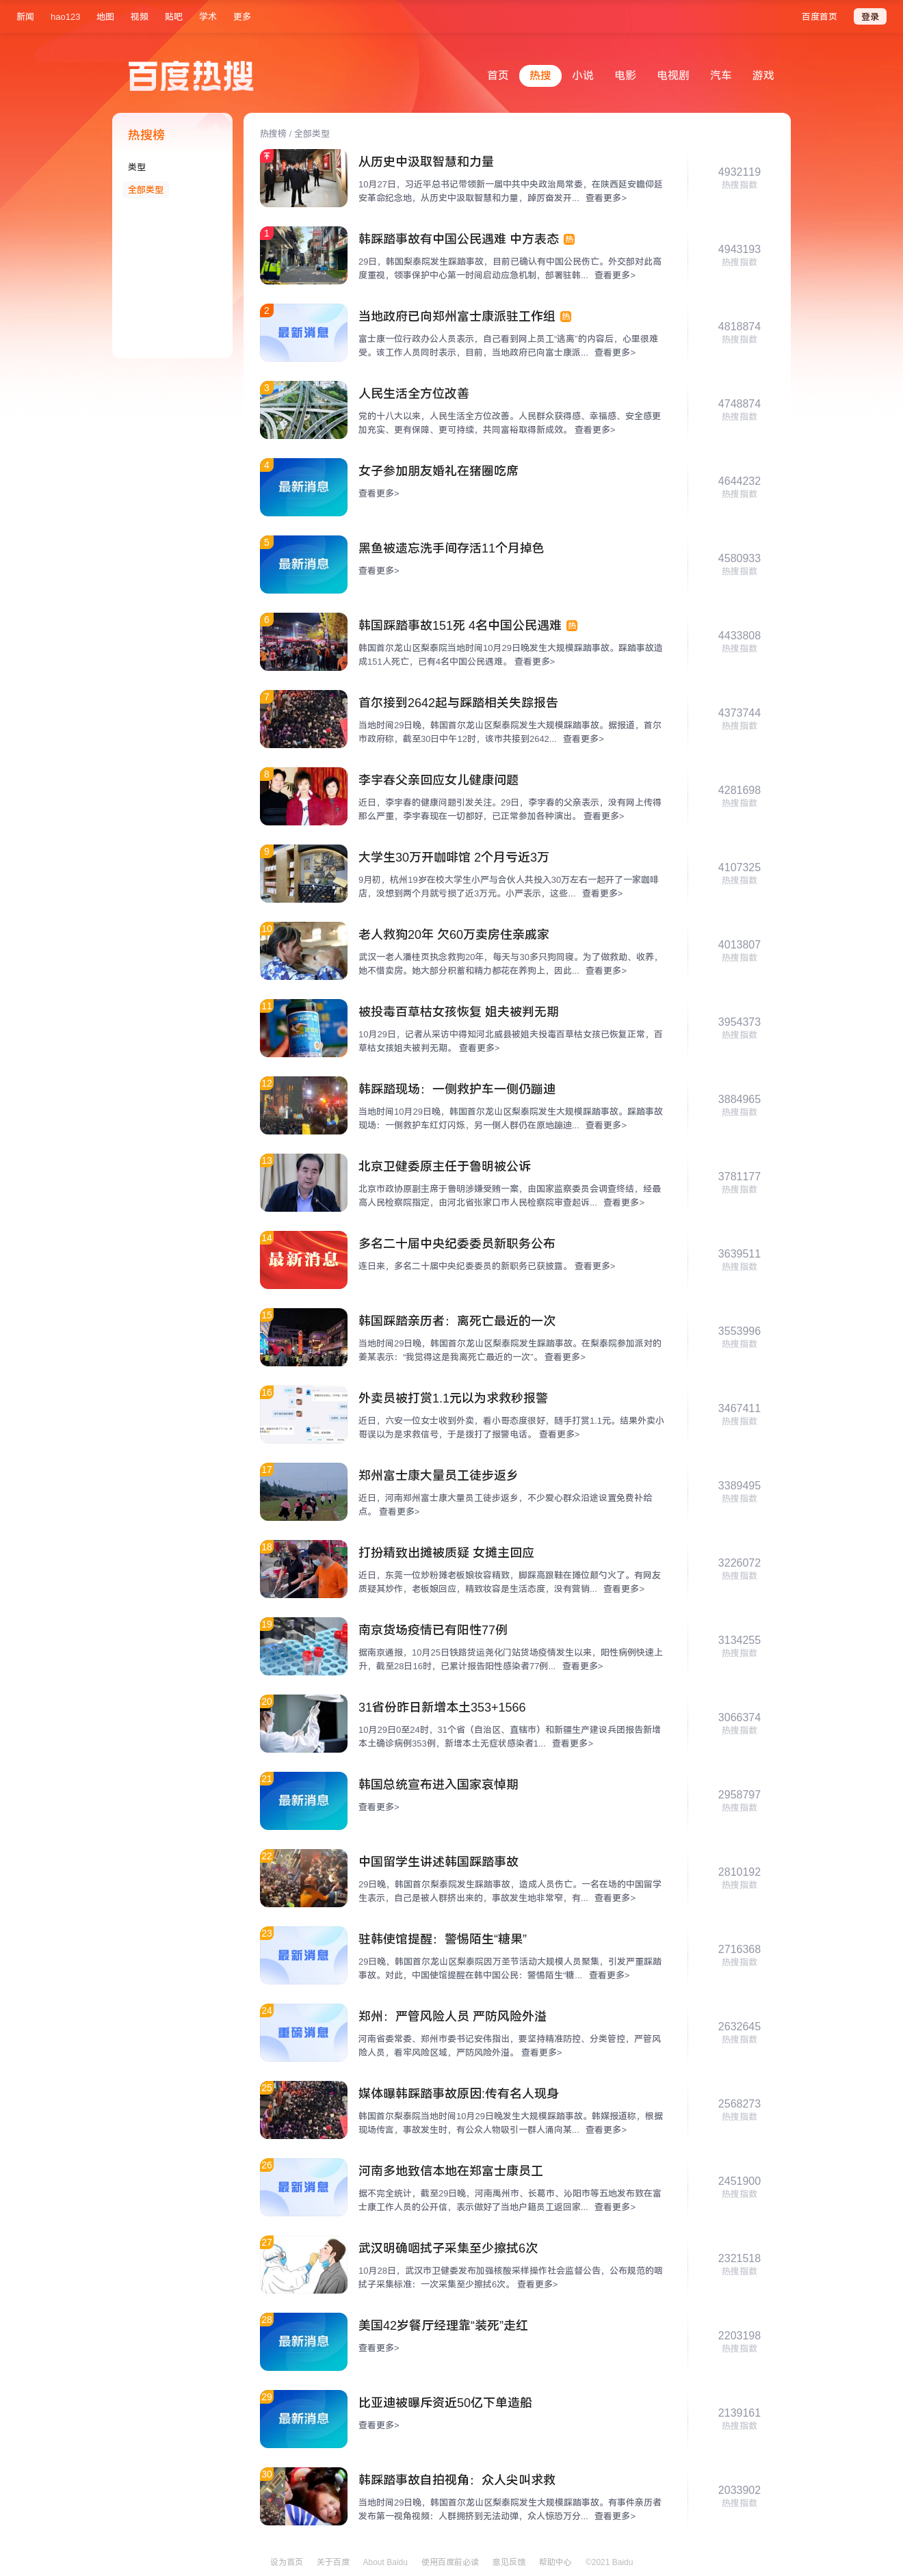 新闻 hao123 地图 视频 贴吧 学术 更多 百度首页 登录
百度热搜
首页 热搜 小说 电影 电视剧 汽车 游戏
热搜榜
类型
全部类型
热搜榜 / 全部类型
从历史中汲取智慧和力量
10月27日，习近平总书记带领新一届中共中央政治局常委，在陕西延安瞻仰延
安革命纪念地，从历史中汲取智慧和力量，踔厉奋发开... 查看更多>
4932119
热搜指数
1
韩踩踏事故有中国公民遇难 中方表态 热
29日，韩国梨泰院发生踩踏事故，目前已确认有中国公民伤亡。外交部对此高
度重视，领事保护中心第一时间启动应急机制，部署驻韩... 查看更多>
4943193
热搜指数
2
最新消息
当地政府已向郑州富士康派驻工作组 热
富士康一位行政办公人员表示，自己看到网上员工“逃离”的内容后，心里很难
受。该工作人员同时表示，目前，当地政府已向富士康派... 查看更多>
4818874
热搜指数
3
人民生活全方位改善
党的十八大以来，人民生活全方位改善。人民群众获得感、幸福感、安全感更
加充实、更有保障、更可持续，共同富裕取得新成效。 查看更多>
4748874
热搜指数
4
最新消息
女子参加朋友婚礼在猪圈吃席
查看更多>
4644232
热搜指数
5
最新消息
黑鱼被遗忘洗手间存活11个月掉色
查看更多>
4580933
热搜指数
6
韩国踩踏事故151死 4名中国公民遇难 热
韩国首尔龙山区梨泰院当地时间10月29日晚发生大规模踩踏事故。踩踏事故造
成151人死亡，已有4名中国公民遇难。 查看更多>
4433808
热搜指数
7
首尔接到2642起与踩踏相关失踪报告
当地时间29日晚，韩国首尔龙山区梨泰院发生大规模踩踏事故。据报道，首尔
市政府称，截至30日中午12时，该市共接到2642... 查看更多>
4373744
热搜指数
8
李宇春父亲回应女儿健康问题
近日，李宇春的健康问题引发关注。29日，李宇春的父亲表示，没有网上传得
那么严重，李宇春现在一切都好，已正常参加各种演出。 查看更多>
4281698
热搜指数
9
大学生30万开咖啡馆 2个月亏近3万
9月初，杭州19岁在校大学生小严与合伙人共投入30万左右一起开了一家咖啡
店，没想到两个月就亏损了近3万元。小严表示，这些... 查看更多>
4107325
热搜指数
10
老人救狗20年 欠60万卖房住亲戚家
武汉一老人潘桂页执念救狗20年，每天与30多只狗同寝。为了做救助、收养，
她不惜卖房。她大部分积蓄和精力都花在养狗上，因此... 查看更多>
4013807
热搜指数
11
被投毒百草枯女孩恢复 姐夫被判无期
10月29日，记者从采访中得知河北威县被姐夫投毒百草枯女孩已恢复正常，百
草枯女孩姐夫被判无期。 查看更多>
3954373
热搜指数
12
韩踩踏现场：一侧救护车一侧仍蹦迪
当地时间10月29日晚，韩国首尔龙山区梨泰院发生大规模踩踏事故。踩踏事故
现场：一侧救护车红灯闪烁，另一侧人群仍在原地蹦迪... 查看更多>
3884965
热搜指数
13
北京卫健委原主任于鲁明被公诉
北京市政协原副主席于鲁明涉嫌受贿一案，由国家监察委员会调查终结，经最
高人民检察院指定，由河北省张家口市人民检察院审查起诉... 查看更多>
3781177
热搜指数
14
最新消息
多名二十届中央纪委委员新职务公布
连日来，多名二十届中央纪委委员的新职务已获披露。 查看更多>
3639511
热搜指数
15
韩国踩踏亲历者：离死亡最近的一次
当地时间29日晚，韩国首尔龙山区梨泰院发生踩踏事故。在梨泰院参加派对的
姜某表示：“我觉得这是我离死亡最近的一次”。 查看更多>
3553996
热搜指数
16
外卖员被打赏1.1元以为求救秒报警
近日，六安一位女士收到外卖，看小哥态度很好，随手打赏1.1元。结果外卖小
哥误以为是求救信号，于是拨打了报警电话。 查看更多>
3467411
热搜指数
17
郑州富士康大量员工徒步返乡
近日，河南郑州富士康大量员工徒步返乡，不少爱心群众沿途设置免费补给
点。 查看更多>
3389495
热搜指数
18
打扮精致出摊被质疑 女摊主回应
近日，东莞一位炒粉摊老板娘妆容精致，脚踩高跟鞋在摊位颠勺火了。有网友
质疑其炒作，老板娘回应，精致妆容是生活态度，没有营销... 查看更多>
3226072
热搜指数
19
南京货场疫情已有阳性77例
据南京通报，10月25日铁路货运尧化门站货场疫情发生以来，阳性病例快速上
升，截至28日16时，已累计报告阳性感染者77例... 查看更多>
3134255
热搜指数
20
31省份昨日新增本土353+1566
10月29日0至24时，31个省（自治区、直辖市）和新疆生产建设兵团报告新增
本土确诊病例353例，新增本土无症状感染者1... 查看更多>
3066374
热搜指数
21
最新消息
韩国总统宣布进入国家哀悼期
查看更多>
2958797
热搜指数
22
中国留学生讲述韩国踩踏事故
29日晚，韩国首尔梨泰院发生踩踏事故，造成人员伤亡。一名在场的中国留学
生表示，自己是被人群挤出来的，事故发生地非常窄，有... 查看更多>
2810192
热搜指数
23
最新消息
驻韩使馆提醒：警惕陌生“糖果”
29日晚，韩国首尔龙山区梨泰院因万圣节活动大规模人员聚集，引发严重踩踏
事故。对此，中国使馆提醒在韩中国公民：警惕陌生“糖... 查看更多>
2716368
热搜指数
24
重磅消息
郑州：严管风险人员 严防风险外溢
河南省委常委、郑州市委书记安伟指出，要坚持精准防控、分类管控，严管风
险人员，看牢风险区域，严防风险外溢。 查看更多>
2632645
热搜指数
25
媒体曝韩踩踏事故原因:传有名人现身
韩国首尔梨泰院当地时间10月29日晚发生大规模踩踏事故。韩媒报道称，根据
现场传言，事故发生时，有公众人物吸引一群人涌向某... 查看更多>
2568273
热搜指数
26
最新消息
河南多地致信本地在郑富士康员工
据不完全统计，截至29日晚，河南禹州市、长葛市、沁阳市等五地发布致在富
士康工作人员的公开信，表示做好了当地户籍员工返回家... 查看更多>
2451900
热搜指数
27
武汉明确咽拭子采集至少擦拭6次
10月28日，武汉市卫健委发布加强核酸采样操作社会监督公告，公布规范的咽
拭子采集标准：一次采集至少擦拭6次。 查看更多>
2321518
热搜指数
28
最新消息
美国42岁餐厅经理靠“装死”走红
查看更多>
2203198
热搜指数
29
最新消息
比亚迪被曝斥资近50亿下单造船
查看更多>
2139161
热搜指数
30
韩踩踏事故自拍视角：众人尖叫求救
当地时间29日晚，韩国首尔龙山区梨泰院发生大规模踩踏事故。有事件亲历者
发布第一视角视频：人群拥挤到无法动弹，众人惊恐万分... 查看更多>
2033902
热搜指数
设为首页 关于百度 About Baidu 使用百度前必读 意见反馈 帮助中心 ©2021 Baidu